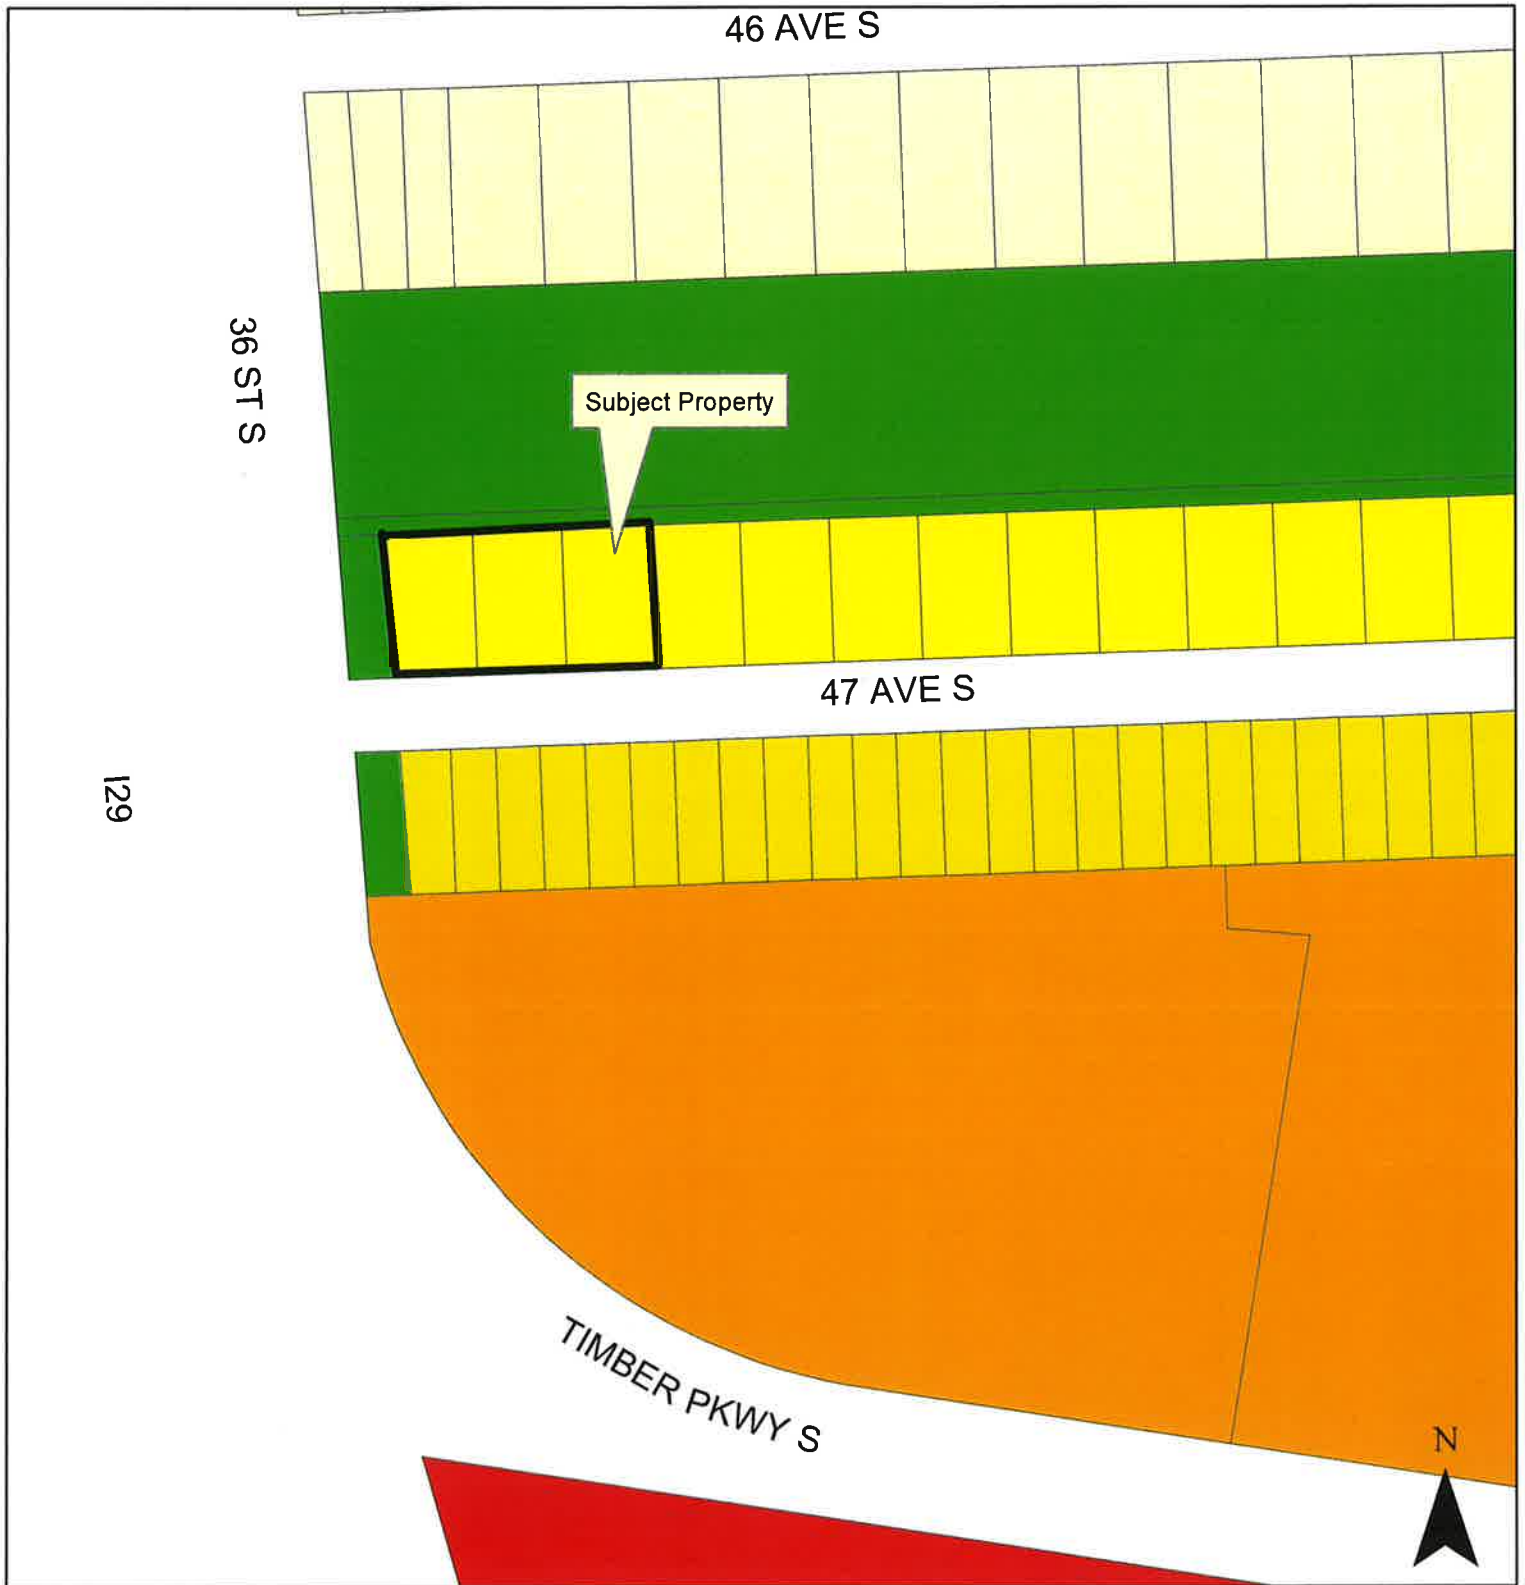 46 AVE S
36 ST S
Subject Property
47 AVE S
I29
TIMBER PKWY S
N